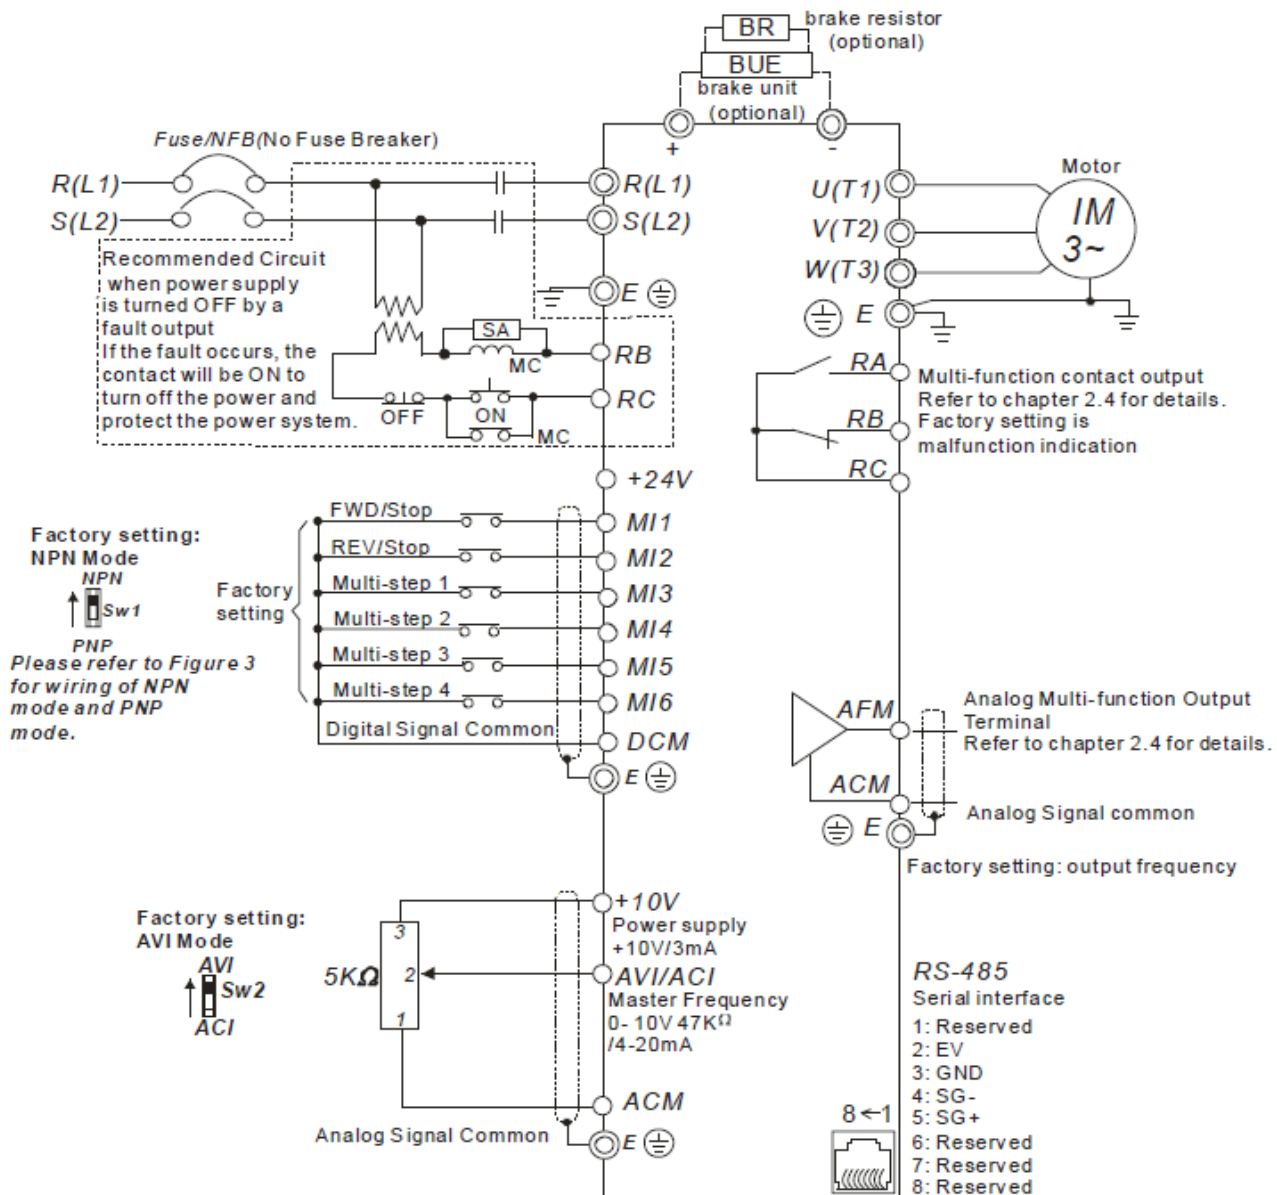 BR
brake resistor
(optional)
BUE
brake unit
(optional)
+
-
Fuse/NFB(No Fuse Breaker)
R(L1)
S(L2)
R(L1)
S(L2)
E
Recommended Circuit
when power supply
is turned OFF by a
fault output
If the fault occurs, the
contact will be ON to
turn off the power and
protect the power system.
SA
MC
RB
OFF
ON
MC
RC
U(T1)
V(T2)
W(T3)
E
Motor
IM
3~
RA
RB
RC
Multi-function contact output
Refer to chapter 2.4 for details.
Factory setting is
malfunction indication
+24V
Factory setting:
NPN Mode
NPN
Sw1
PNP
Please refer to Figure 3
for wiring of NPN
mode and PNP
mode.
Factory
setting
FWD/Stop
MI1
REV/Stop
MI2
Multi-step 1
MI3
Multi-step 2
MI4
Multi-step 3
MI5
Multi-step 4
MI6
Digital Signal Common
DCM
E
AFM
Analog Multi-function Output
Terminal
Refer to chapter 2.4 for details.
ACM
Analog Signal common
E
Factory setting: output frequency
Factory setting:
AVI Mode
AVI
Sw2
ACI
5KΩ
3
2
1
+10V
Power supply
+10V/3mA
AVI/ACI
Master Frequency
0- 10V 47KΩ
/4-20mA
ACM
Analog Signal Common
E
RS-485
Serial interface
1: Reserved
2: EV
3: GND
4: SG-
5: SG+
6: Reserved
7: Reserved
8: Reserved
8←1